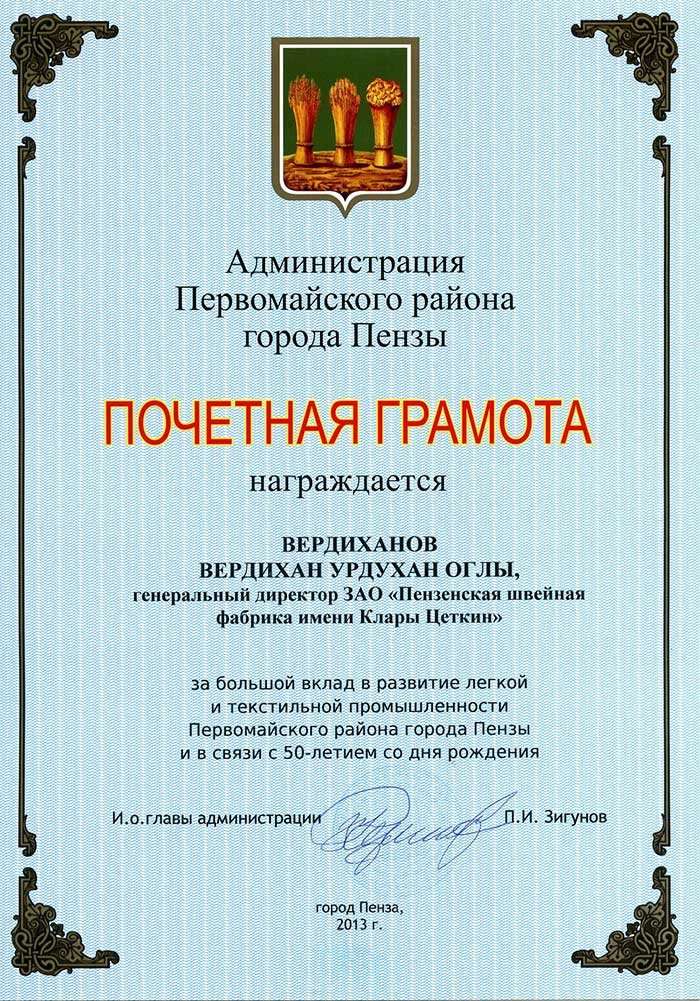 Администрация
Первомайского района
города Пензы
ПОЧЕТНАЯ ГРАМОТА
награждается
ВЕРДИХАНОВ
ВЕРДИХАН УРДУХАН ОГЛЫ,
генеральный директор ЗАО «Пензенская швейная
фабрика имени Клары Цеткин»
за большой вклад в развитие легкой
и текстильной промышленности
Первомайского района города Пензы
и в связи с 50-летием со дня рождения
И.о.главы администрации П.И. Зигунов
город Пенза,
2013 г.